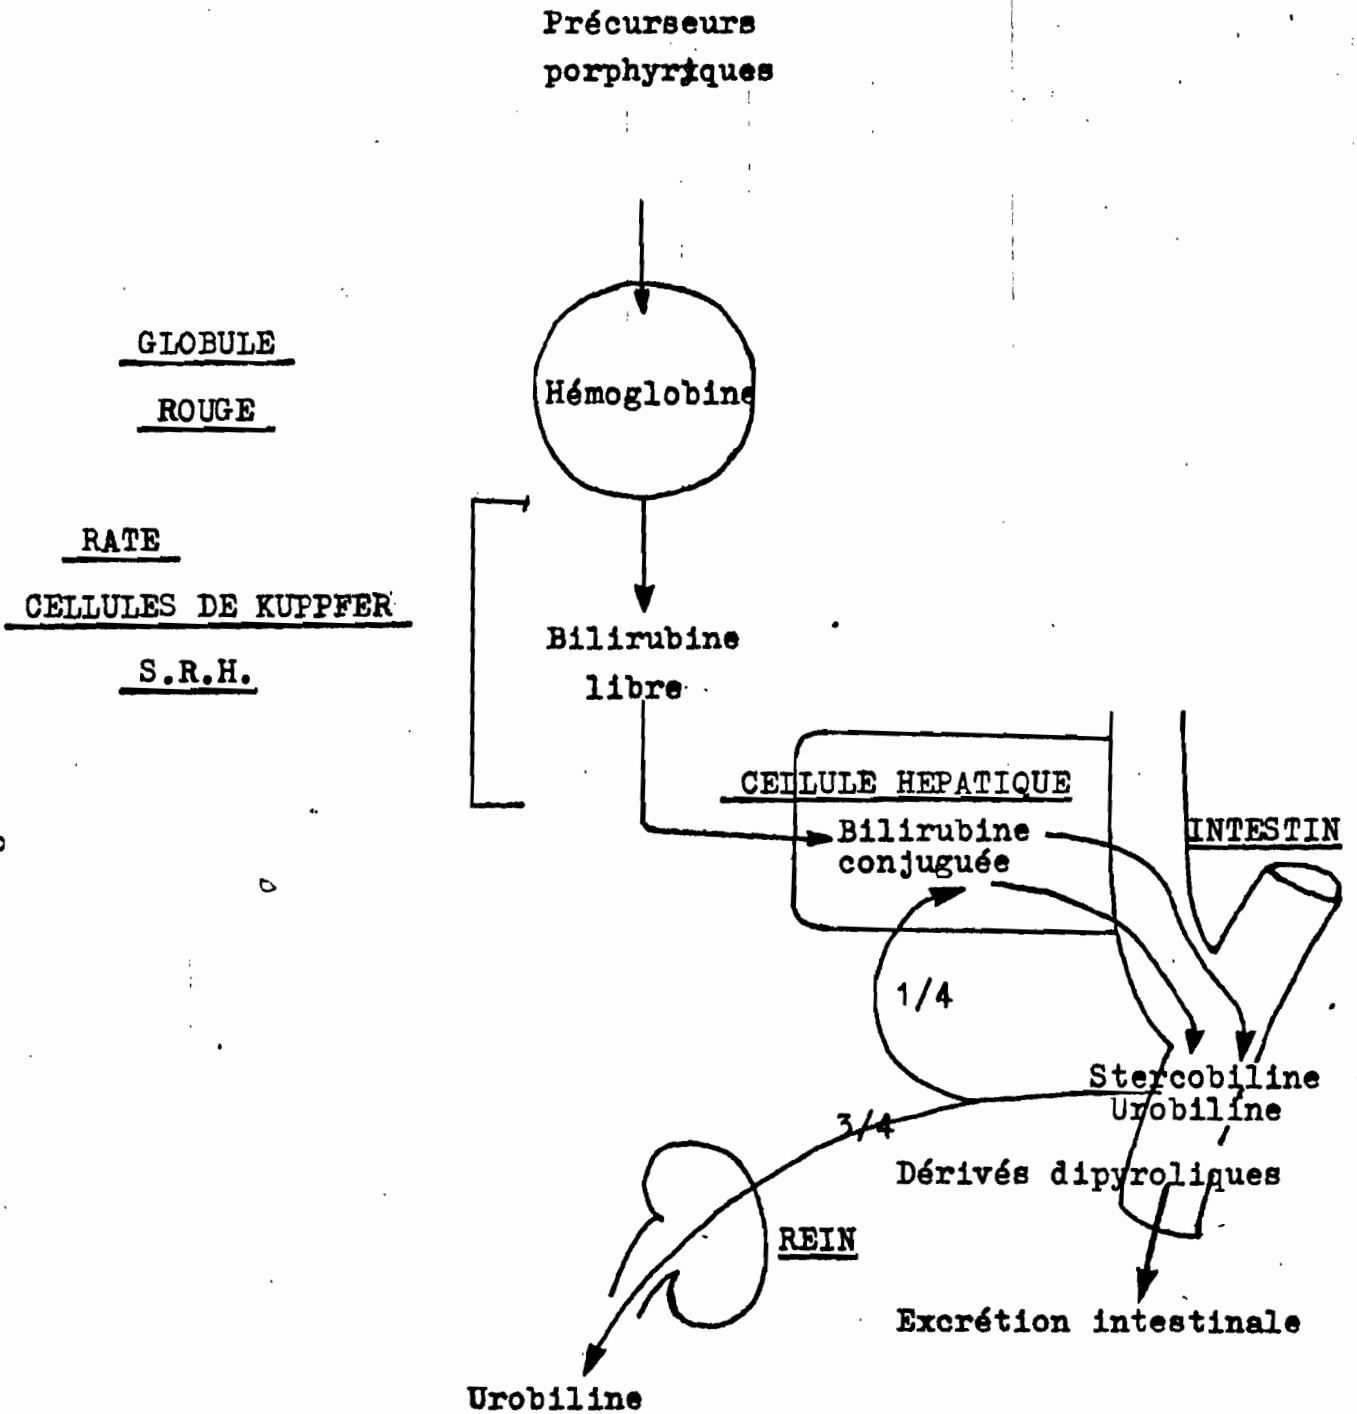 Précurseurs
porphyriques
GLOBULE
ROUGE
Hémoglobine
RATE
CELLULES DE KUPPFER
S.R.H.
Bilirubine
libre
CELLULE HEPATIQUE
Bilirubine
conjuguée
INTESTIN
1/4
Stercobiline
Urobiline
3/4
Dérivés dipyroliques
REIN
Excrétion intestinale
Urobiline